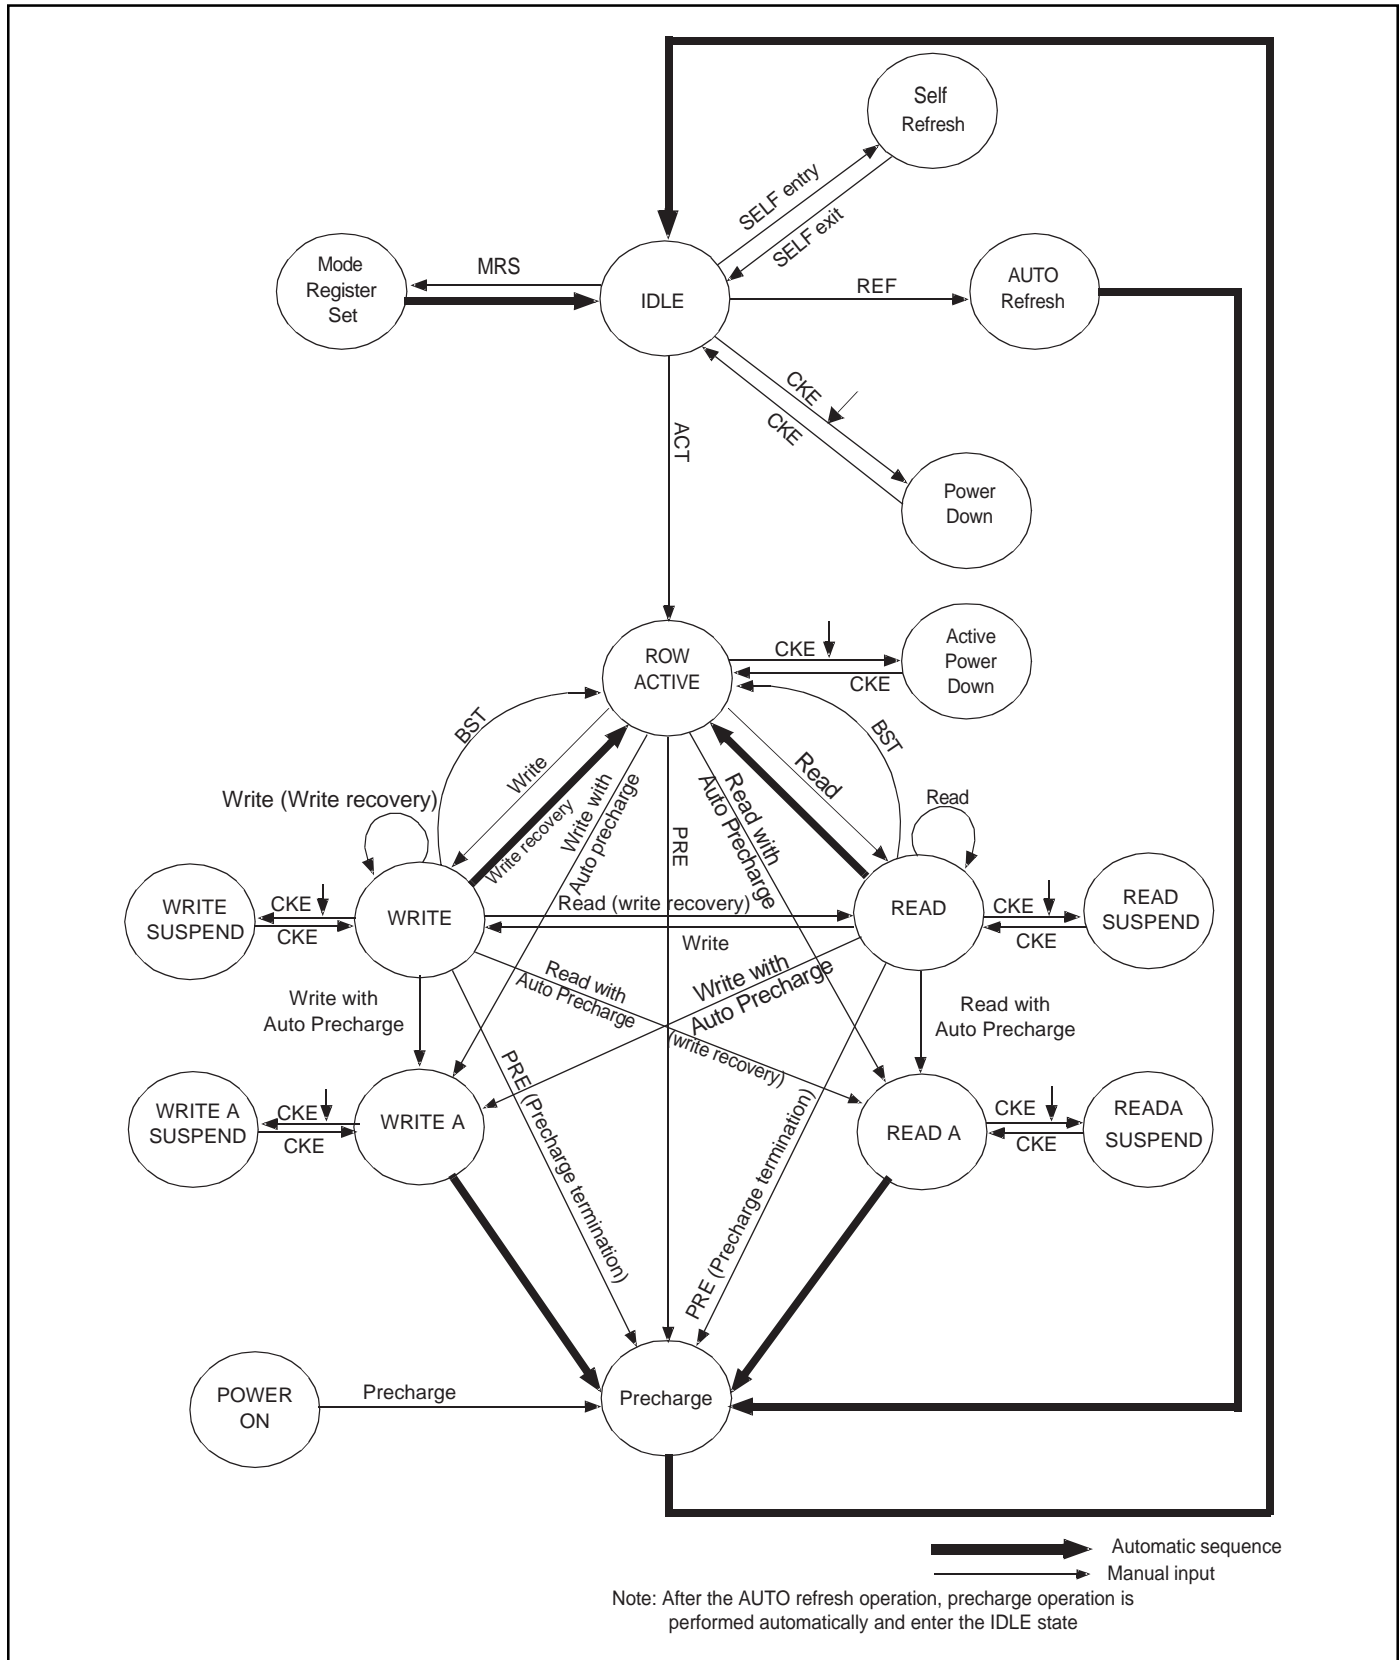 Self
Refresh
SELF entry
SELF exit
Mode
Register
Set
MRS
IDLE
REF
AUTO
Refresh
CKE
CKE
ACT
Power
Down
ROW
ACTIVE
CKE
CKE
Active
Power
Down
BST
BST
Write
Write recovery
Write with
Auto precharge
PRE
Read with
Auto Precharge
Read
Write (Write recovery)
Read
WRITE
SUSPEND
CKE
CKE
WRITE
Read (write recovery)
Write
READ
CKE
CKE
READ
SUSPEND
Write with
Auto Precharge
Read with
Auto Precharge
(write recovery)
Write with
Auto Precharge
Read with
Auto Precharge
WRITE A
SUSPEND
CKE
CKE
WRITE A
PRE (Precharge termination)
PRE (Precharge termination)
READ A
CKE
CKE
READA
SUSPEND
POWER
ON
Precharge
Precharge
Automatic sequence
Manual input
Note: After the AUTO refresh operation, precharge operation is
performed automatically and enter the IDLE state